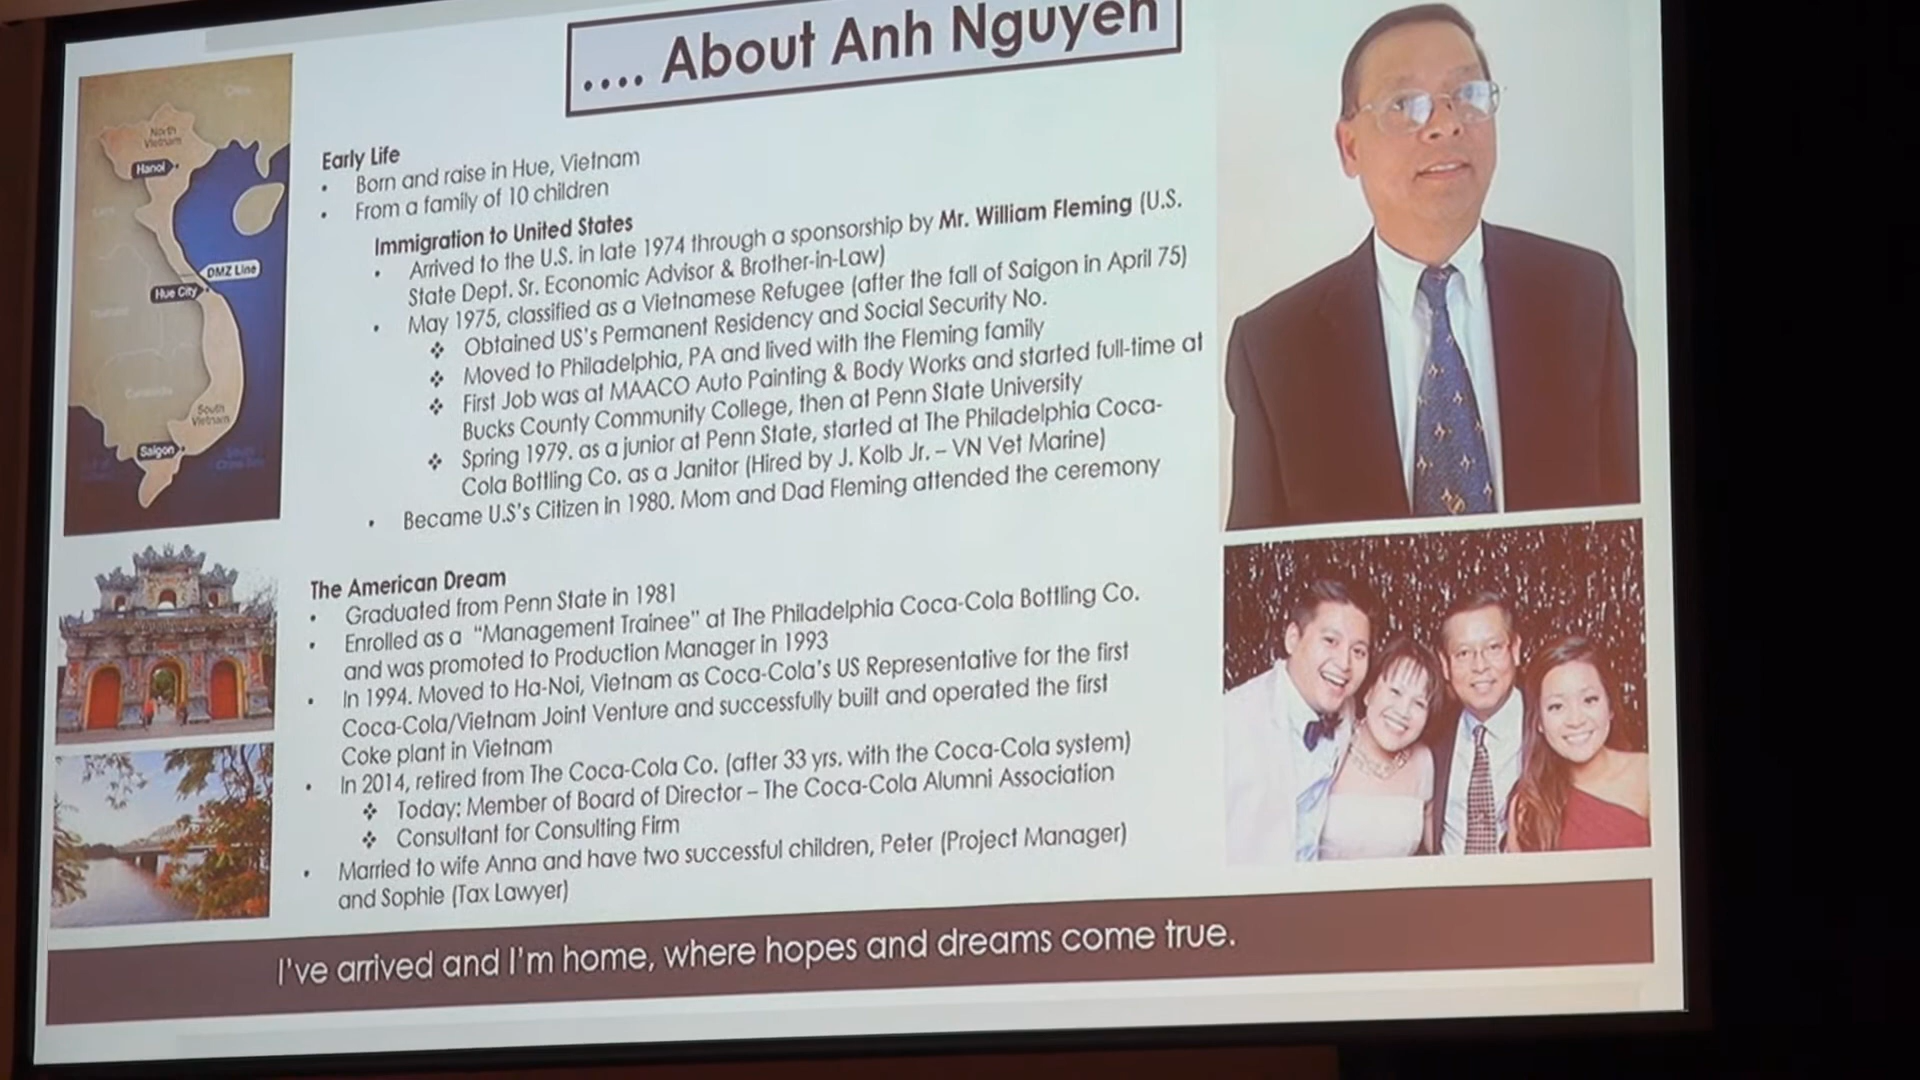 .... About Anh Nguyen
China
North
Vietnam
Hanoi
DMZ Line
Hue City
South
Vietnam
Saigon
Early Life
• Born and raise in Hue, Vietnam
• From a family of 10 children
Immigration to United States
• Arrived to the U.S. in late 1974 through a sponsorship by Mr. William Fleming (U.S.
State Dept. Sr. Economic Advisor & Brother-in-Law)
• May 1975, classified as a Vietnamese Refugee (after the fall of Saigon in April 75)
❖ Obtained US's Permanent Residency and Social Security No.
❖ Moved to Philadelphia, PA and lived with the Fleming family
❖ First Job was at MAACO Auto Painting & Body Works and started full-time at
Bucks County Community College, then at Penn State University
❖ Spring 1979. as a junior at Penn State, started at The Philadelphia Coca-
Cola Bottling Co. as a Janitor (Hired by J. Kolb Jr. – VN Vet Marine)
• Became U.S's Citizen in 1980. Mom and Dad Fleming attended the ceremony
The American Dream
• Graduated from Penn State in 1981
• Enrolled as a "Management Trainee" at The Philadelphia Coca-Cola Bottling Co.
and was promoted to Production Manager in 1993
• In 1994. Moved to Ha-Noi, Vietnam as Coca-Cola's US Representative for the first
Coca-Cola/Vietnam Joint Venture and successfully built and operated the first
Coke plant in Vietnam
• In 2014, retired from The Coca-Cola Co. (after 33 yrs. with the Coca-Cola system)
❖ Today: Member of Board of Director – The Coca-Cola Alumni Association
❖ Consultant for Consulting Firm
• Married to wife Anna and have two successful children, Peter (Project Manager)
and Sophie (Tax Lawyer)
I've arrived and I'm home, where hopes and dreams come true.